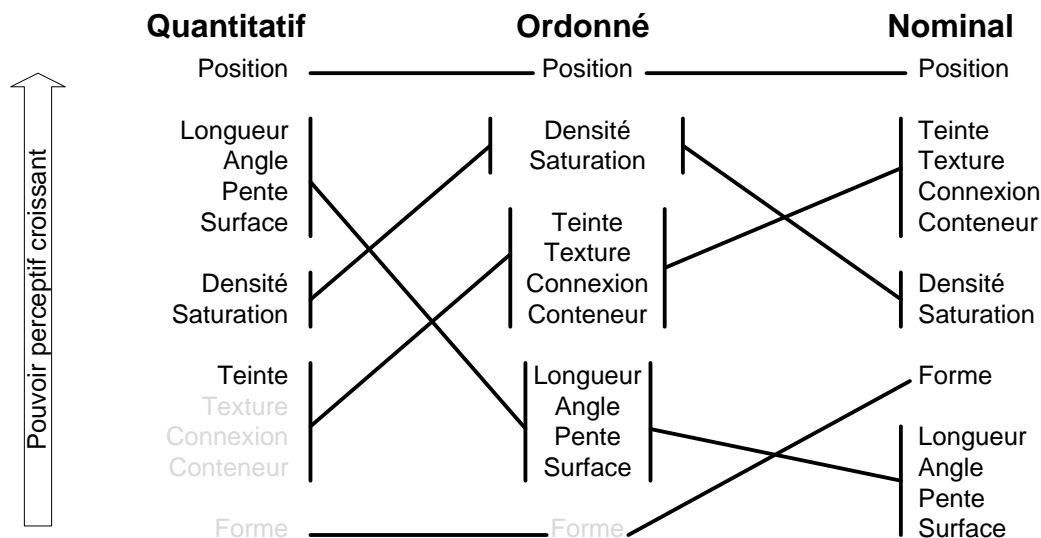 Quantitatif
Ordonné
Nominal
Pouvoir perceptif croissant
Position
Longueur
Angle
Pente
Surface
Densité
Saturation
Teinte
Texture
Connexion
Conteneur
Forme
Position
Densité
Saturation
Teinte
Texture
Connexion
Conteneur
Longueur
Angle
Pente
Surface
Forme
Position
Teinte
Texture
Connexion
Conteneur
Densité
Saturation
Forme
Longueur
Angle
Pente
Surface